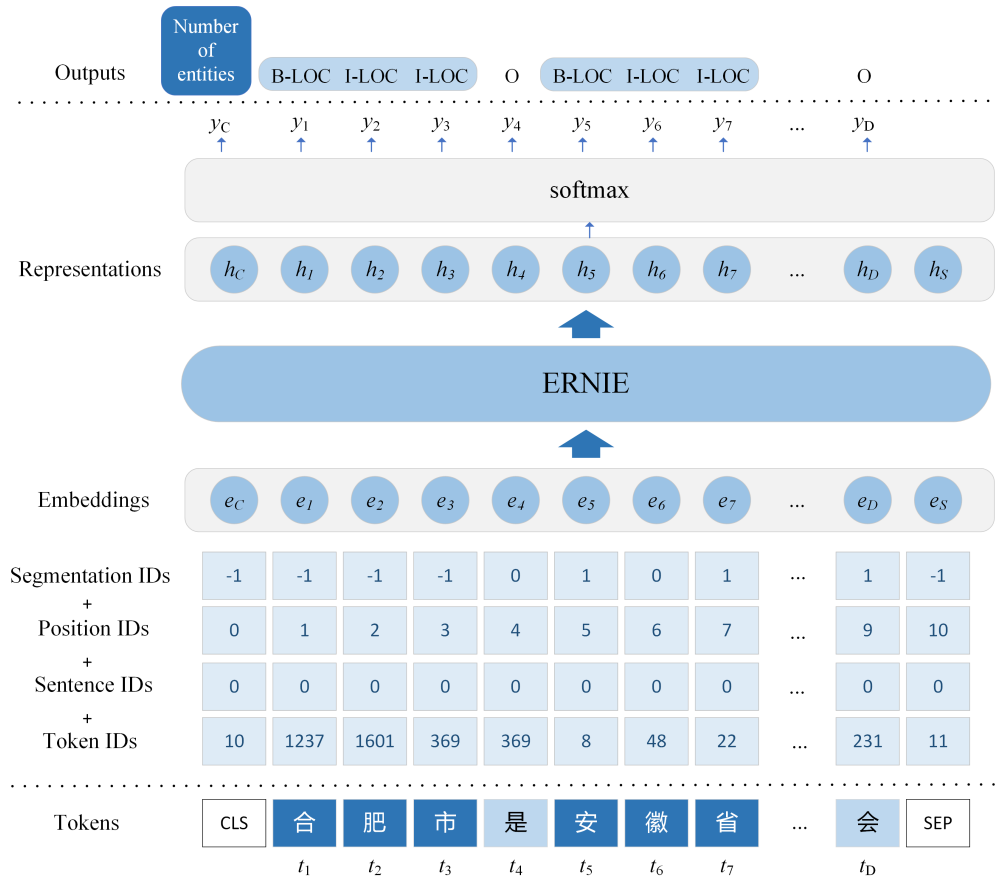 Number
of
entities
Outputs B-LOC I-LOC I-LOC O B-LOC I-LOC I-LOC O
yC y1 y2 y3 y4 y5 y6 y7 ... yD
softmax
Representations hC h1 h2 h3 h4 h5 h6 h7 ... hD hS
ERNIE
Embeddings eC e1 e2 e3 e4 e5 e6 e7 ... eD eS
Segmentation IDs -1 -1 -1 -1 0 1 0 1 ... 1 -1
+
Position IDs 0 1 2 3 4 5 6 7 ... 9 10
+
Sentence IDs 0 0 0 0 0 0 0 0 ... 0 0
+
Token IDs 10 1237 1601 369 369 8 48 22 ... 231 11
Tokens CLS 合 肥 市 是 安 徽 省 ... 会 SEP
t1 t2 t3 t4 t5 t6 t7 tD